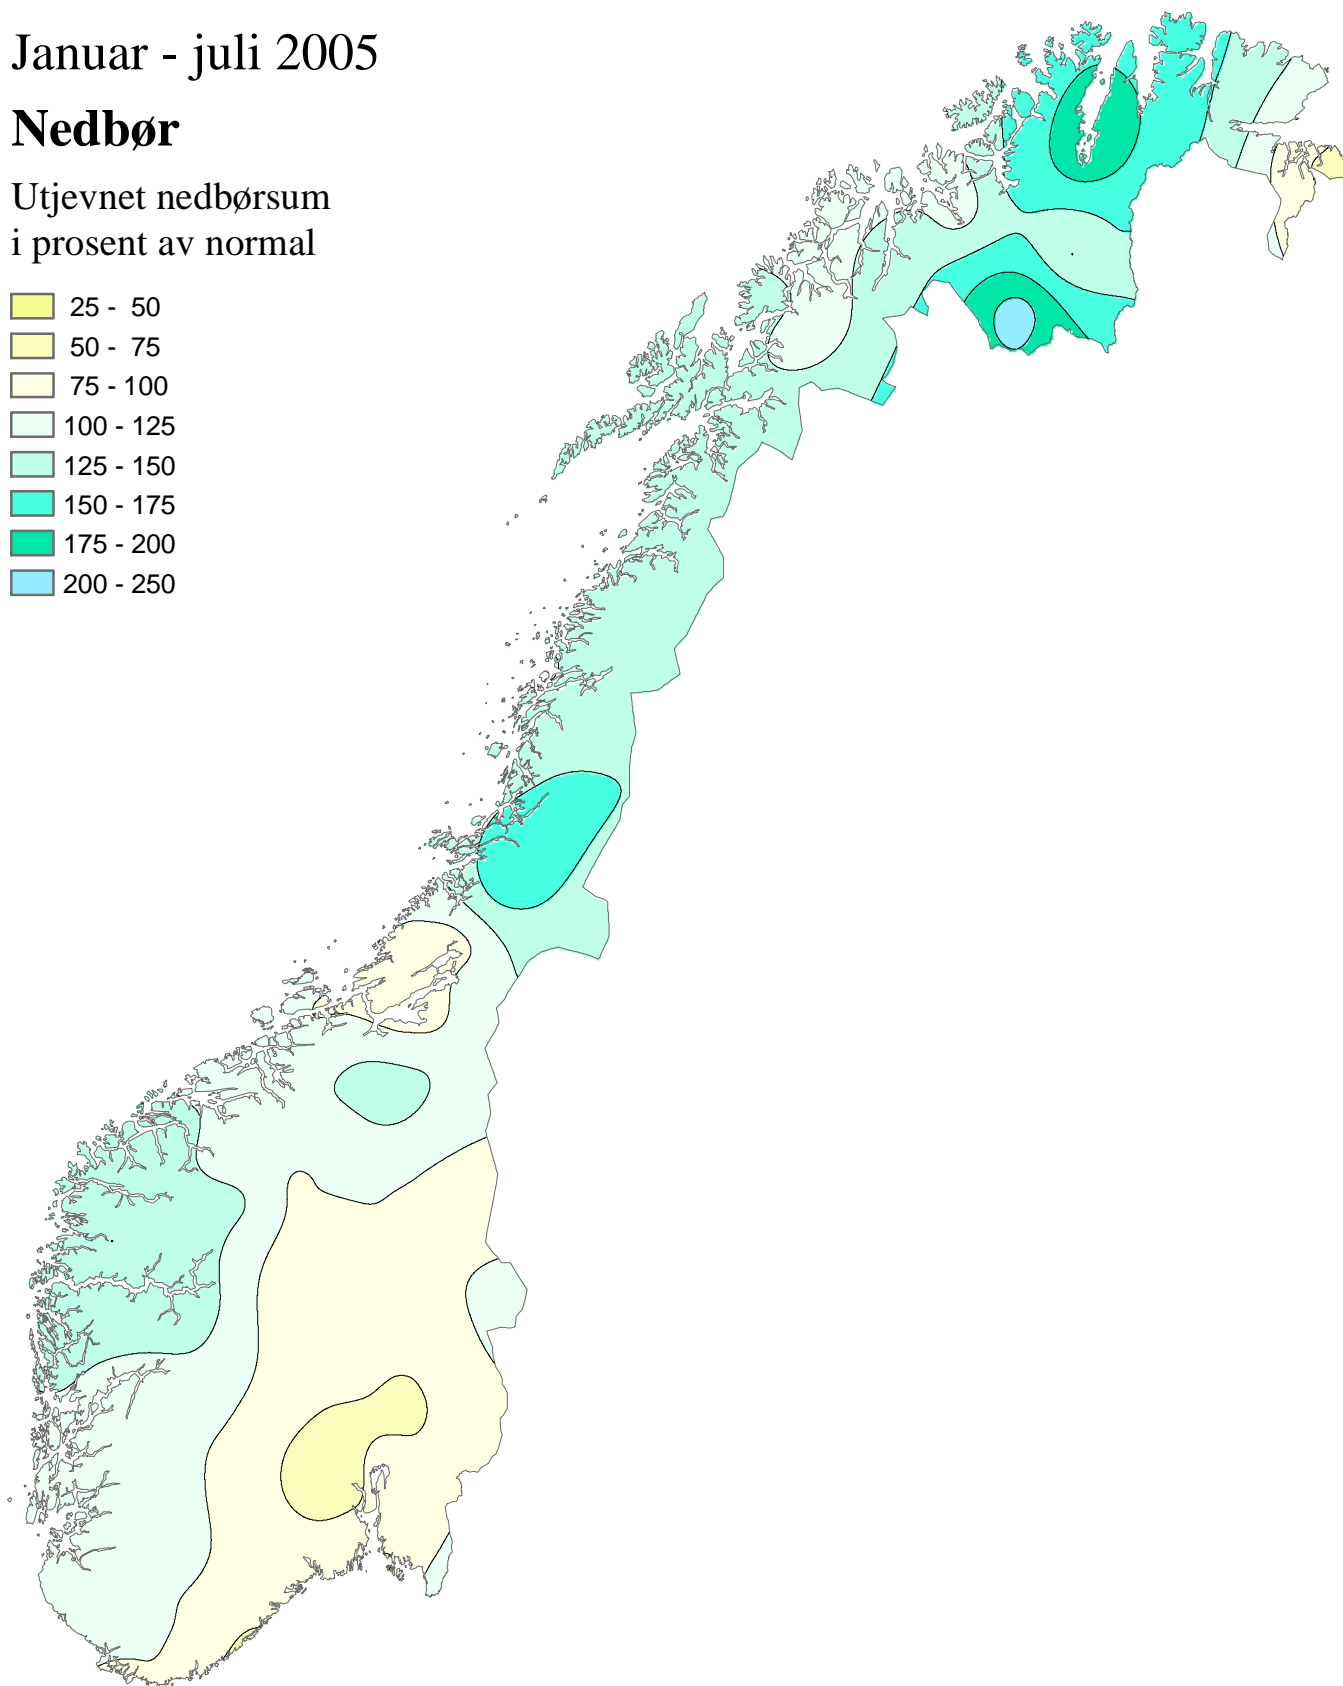 Januar - juli 2005
Nedbør
Utjevnet nedbørsum
i prosent av normal
25 - 50
50 - 75
75 - 100
100 - 125
125 - 150
150 - 175
175 - 200
200 - 250